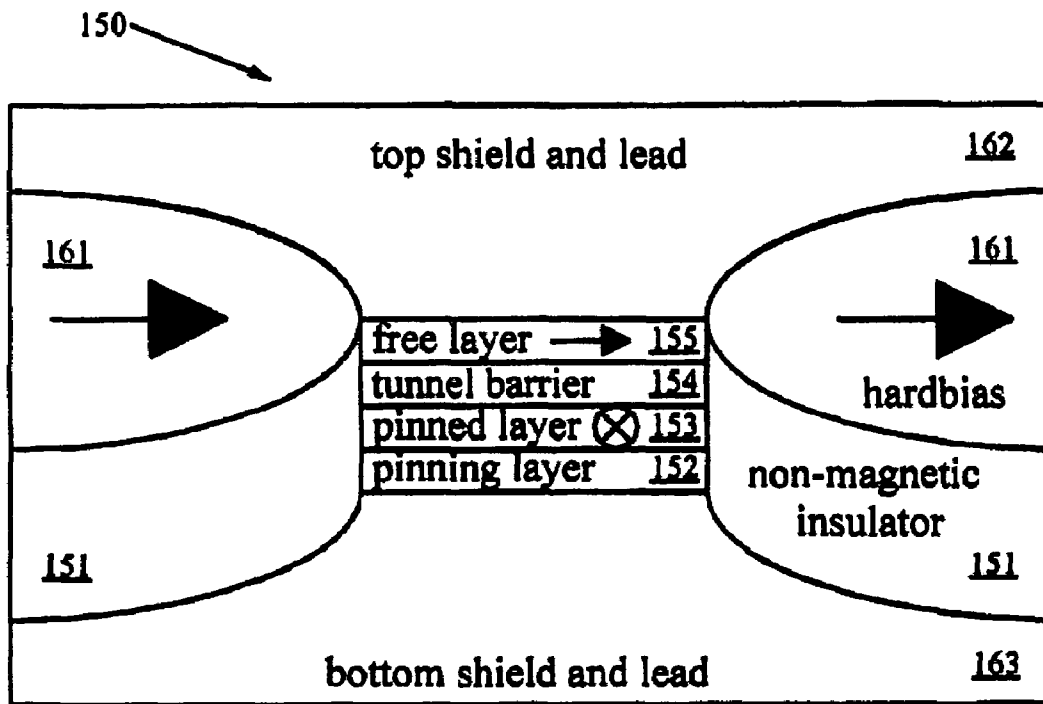 150
top shield and lead 162
161 161
free layer 155
tunnel barrier 154
hardbias
pinned layer 153
pinning layer 152
non-magnetic
insulator
151 151
bottom shield and lead 163